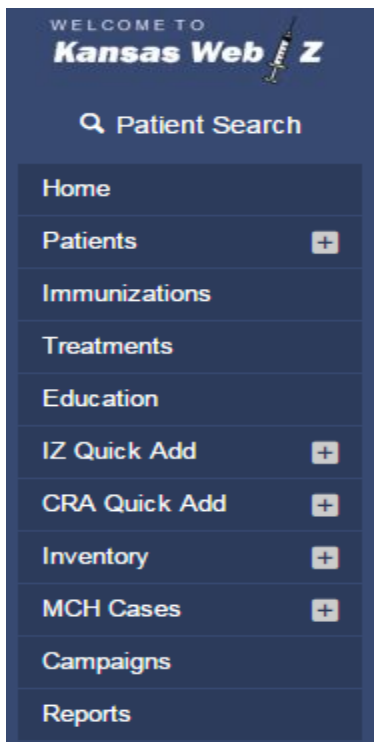 WELCOME TO
Kansas Web IZ
Patient Search
Home
Patients
Immunizations
Treatments
Education
IZ Quick Add
CRA Quick Add
Inventory
MCH Cases
Campaigns
Reports